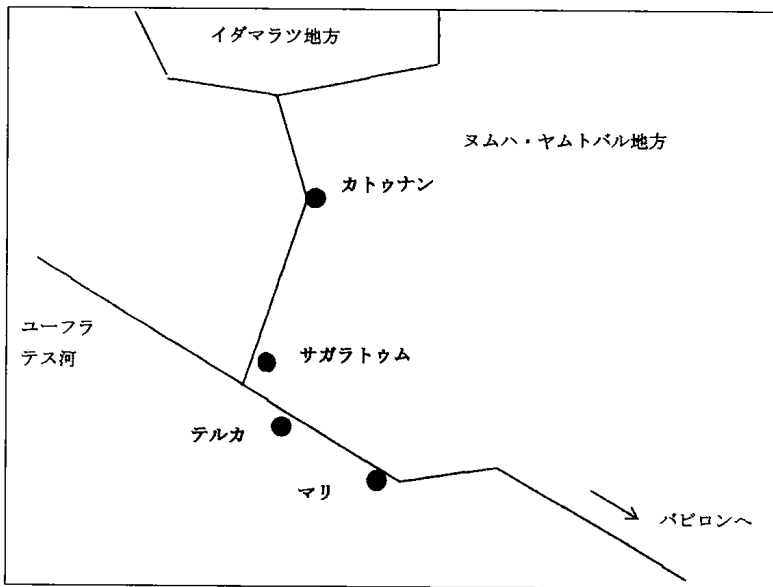 イダマラツ地方
ヌムハ・ヤムトバル地方
カトゥナン
ユーフラ
テス河
サガラトゥム
テルカ
マリ
バビロンへ